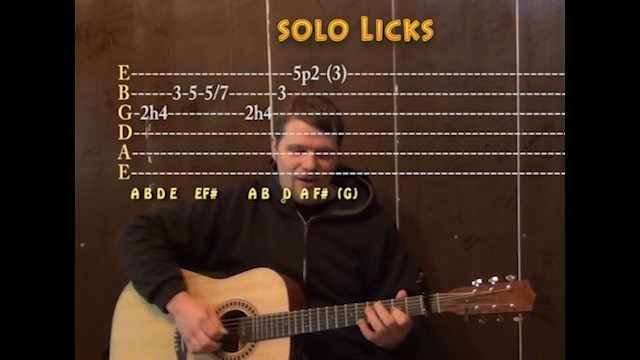 SOLO LICKS
E-----------------------5p2-(3)--------------------------------
B------3-5-5/7--------3-----------------------------------
G-2h4-----------2h4---------------------------------------
D---------------------------------------------------------
A---------------------------------------------------------
E---------------------------------------------------------
A B D E EF# A B D A F# (G)